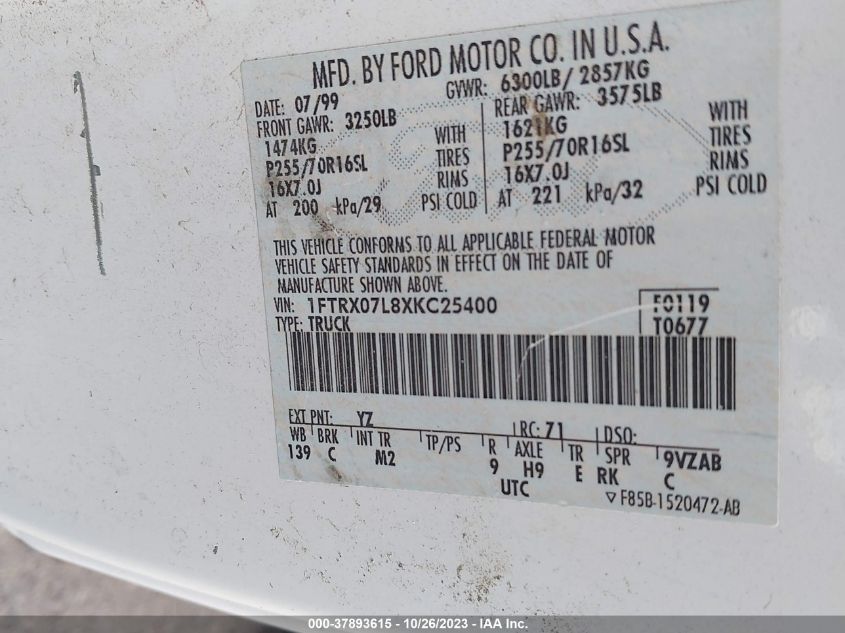 MFD. BY FORD MOTOR CO. IN U.S.A.
DATE: 07/99 GVWR: 6300LB/ 2857KG
FRONT GAWR: 3250LB REAR GAWR: 3575LB
1474KG WITH 1621KG WITH
P255/70R16SL TIRES P255/70R16SL TIRES
16X7.0J RIMS 16X7.0J RIMS
AT 200 kPa/29 PSI COLD AT 221 kPa/32 PSI COLD
THIS VEHICLE CONFORMS TO ALL APPLICABLE FEDERAL MOTOR
VEHICLE SAFETY STANDARDS IN EFFECT ON THE DATE OF
MANUFACTURE SHOWN ABOVE.
VIN: 1FTRX07L8XKC25400 F0119
TYPE: TRUCK T0677
EXT PNT: YZ RC: 71 DSO:
WB BRK INT TR TP/PS R AXLE TR SPR 9VZAB
139 C M2 9 H9 E RK C
UTC
F85B-1520472-AB
000-37893615 - 10/26/2023 - IAA Inc.